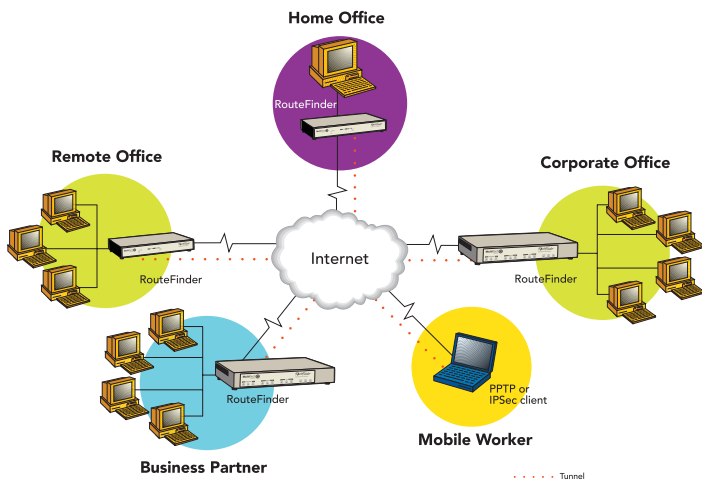 Home Office
RouteFinder
Remote Office
Corporate Office
Internet
RouteFinder
RouteFinder
RouteFinder
PPTP or
IPSec client
Mobile Worker
Business Partner
Tunnel